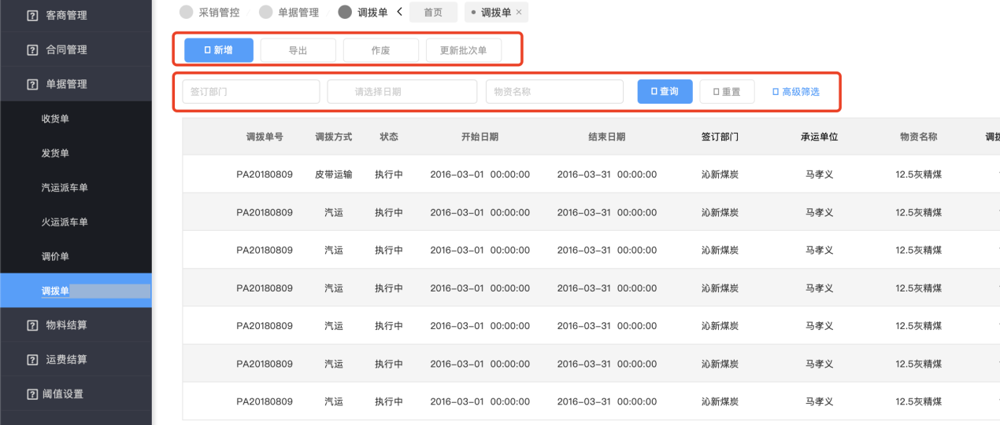 客商管理
合同管理
单据管理
收货单
发货单
汽运派车单
火运派车单
调价单
调拨单
物料结算
运费结算
阈值设置
采销管控 / 单据管理 / 调拨单 < 首页 • 调拨单 ×
新增 导出 作废 更新批次单
签订部门 请选择日期 物资名称 查询 重置 高级筛选
调拨单号 调拨方式 状态 开始日期 结束日期 签订部门 承运单位 物资名称
PA20180809 皮带运输 执行中 2016-03-01 00:00:00 2016-03-31 00:00:00 沁新煤炭 马孝义 12.5灰精煤
PA20180809 汽运 执行中 2016-03-01 00:00:00 2016-03-31 00:00:00 沁新煤炭 马孝义 12.5灰精煤
PA20180809 汽运 执行中 2016-03-01 00:00:00 2016-03-31 00:00:00 沁新煤炭 马孝义 12.5灰精煤
PA20180809 汽运 执行中 2016-03-01 00:00:00 2016-03-31 00:00:00 沁新煤炭 马孝义 12.5灰精煤
PA20180809 汽运 执行中 2016-03-01 00:00:00 2016-03-31 00:00:00 沁新煤炭 马孝义 12.5灰精煤
PA20180809 汽运 执行中 2016-03-01 00:00:00 2016-03-31 00:00:00 沁新煤炭 马孝义 12.5灰精煤
PA20180809 汽运 执行中 2016-03-01 00:00:00 2016-03-31 00:00:00 沁新煤炭 马孝义 12.5灰精煤